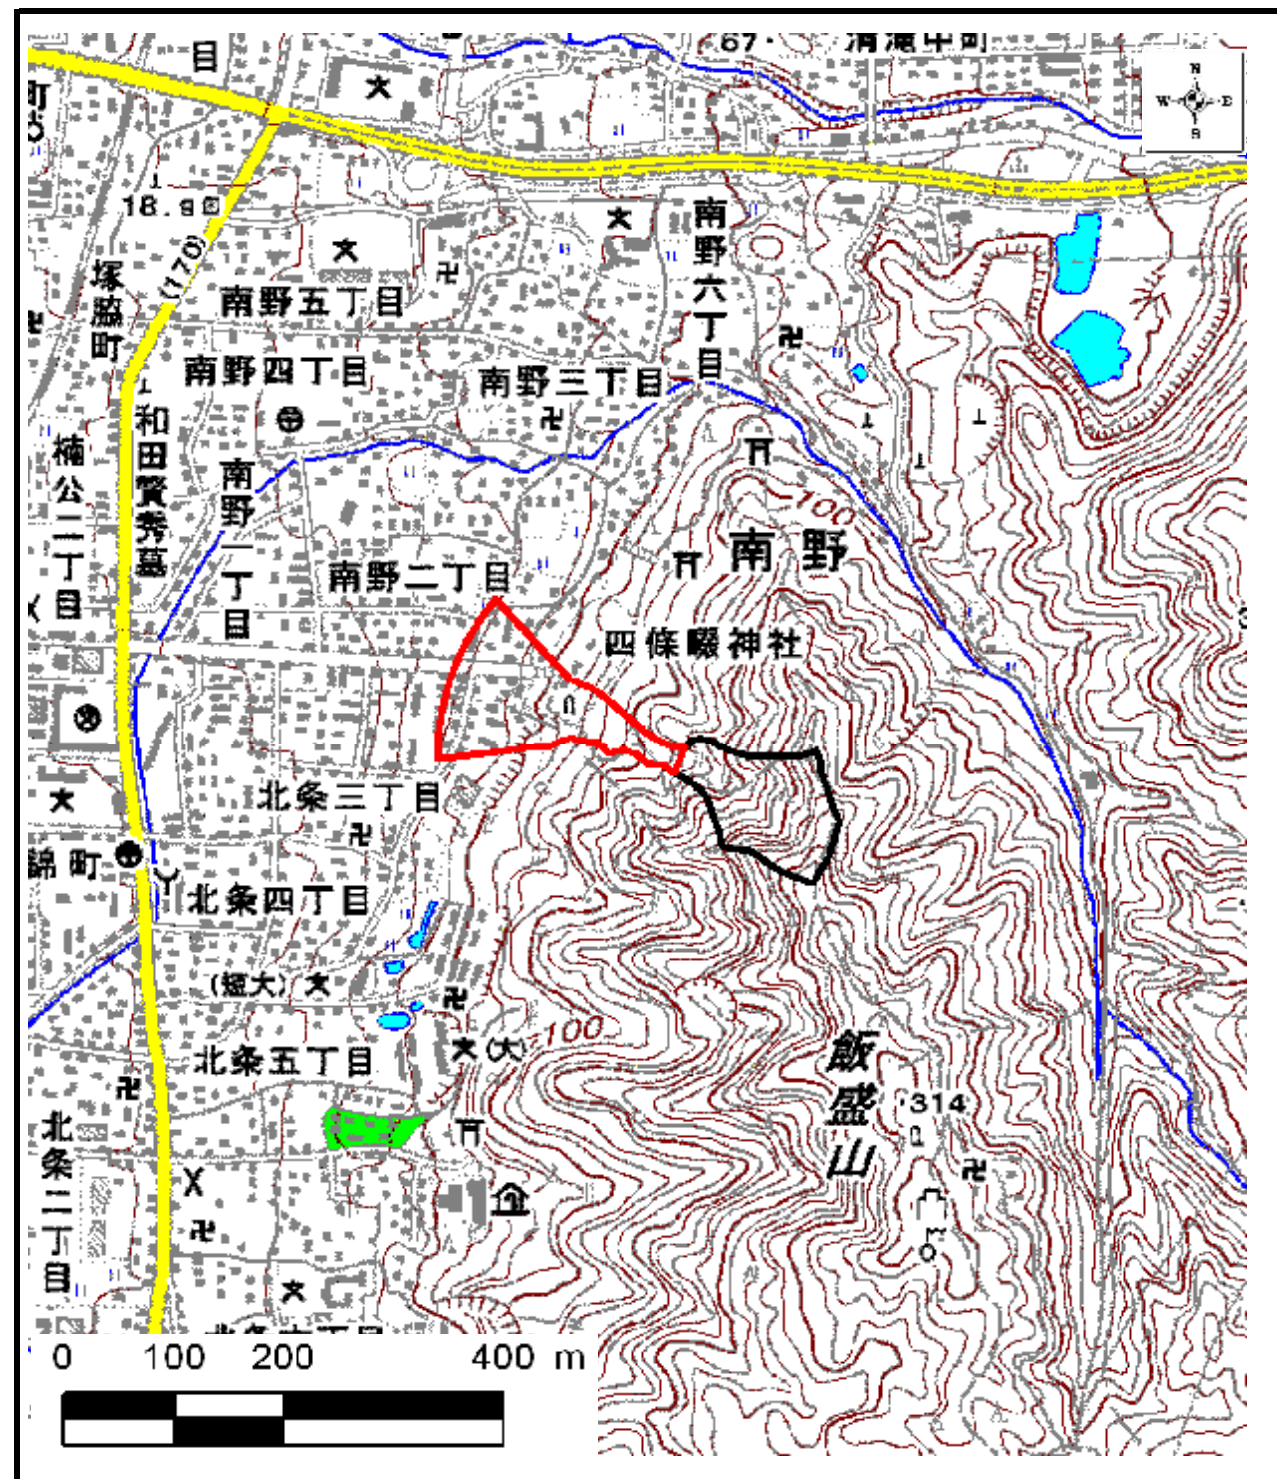 67.
清滝中町
目
町
N
W
E
S
18.9
(170)
塚脇町
南野六丁目
南野五丁目
南野四丁目
南野三丁目
和田賢秀墓
楠公二丁目
南野一丁目
100
南野
南野二丁目
四條畷神社
北条三丁目
錦町
北条四丁目
(短大)
100
(大)
北条五丁目
飯盛山
314
北条二丁目
0 100 200 400 m